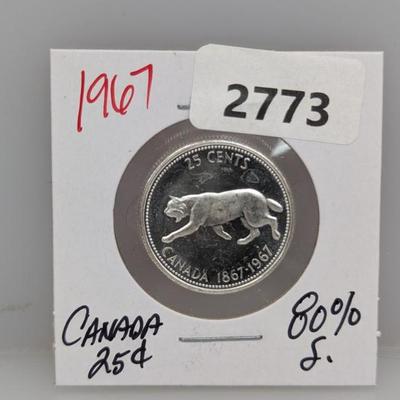 1967
2773
25 CENTS
CANADA 1867-1967
CANADA
25¢
80%
S.